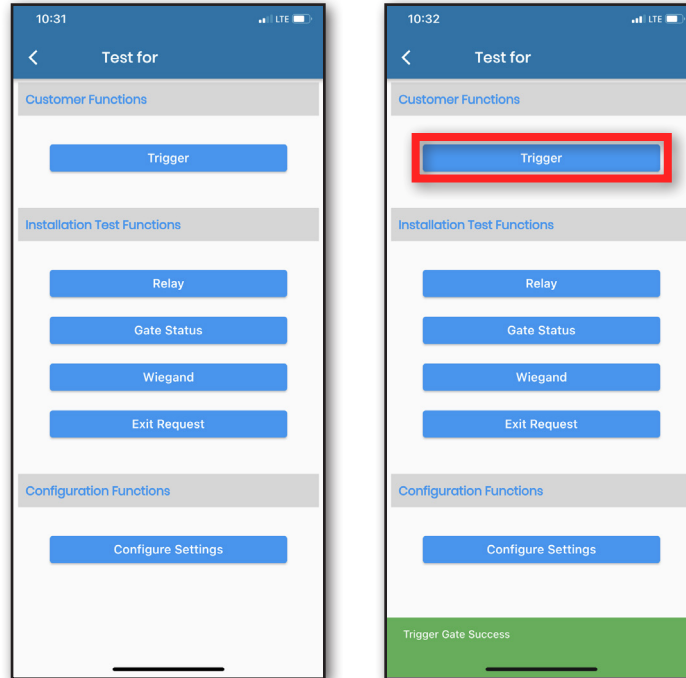 10:31
LTE
Test for
Customer Functions
Trigger
Installation Test Functions
Relay
Gate Status
Wiegand
Exit Request
Configuration Functions
Configure Settings
10:32
LTE
Test for
Customer Functions
Trigger
Installation Test Functions
Relay
Gate Status
Wiegand
Exit Request
Configuration Functions
Configure Settings
Trigger Gate Success